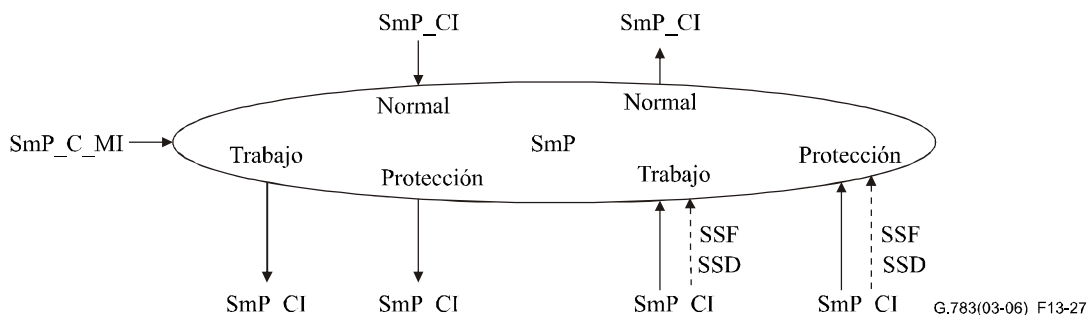 SmP_CI SmP_CI
Normal Normal
SmP_C_MI SmP
Trabajo Protección
Protección Trabajo
SSF SSF
SSD SSD
SmP_CI SmP_CI SmP_CI SmP_CI
G.783(03-06)_F13-27